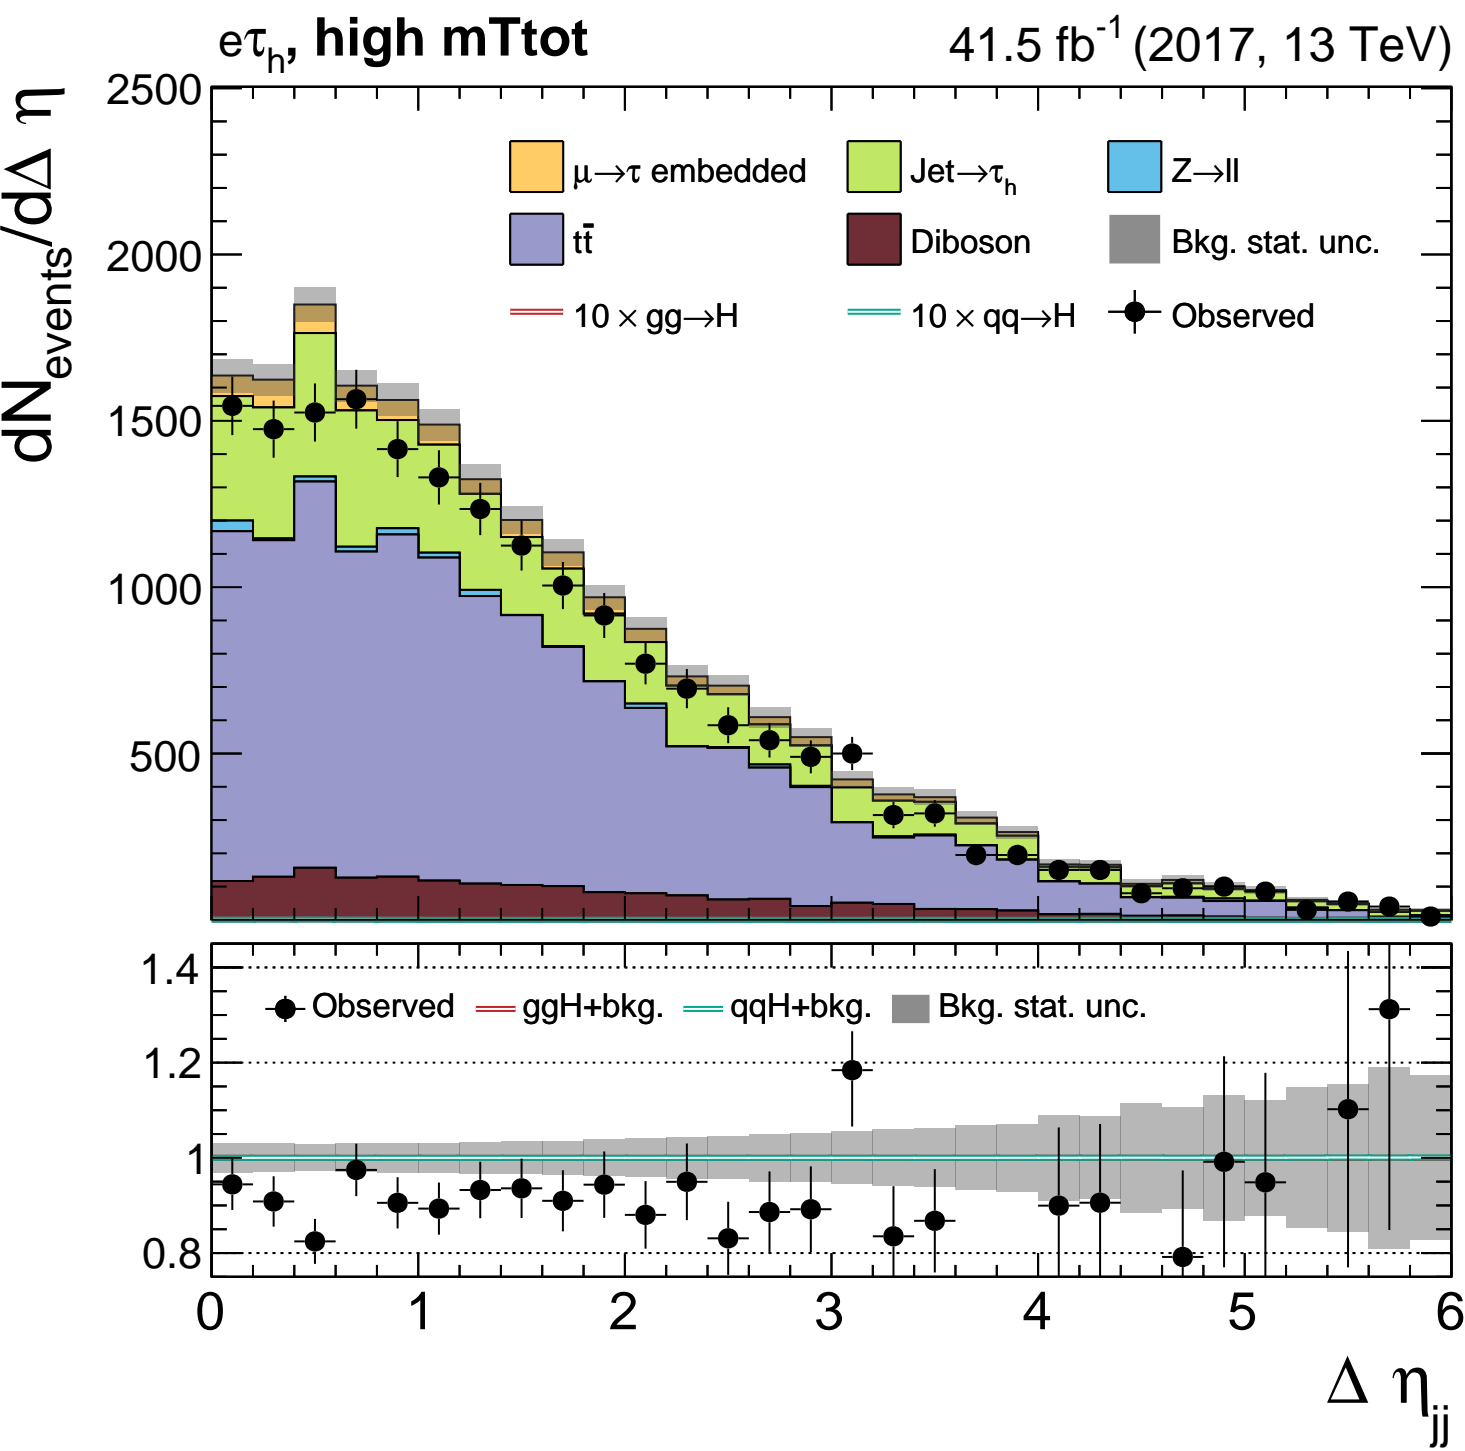 eτh, high mTtot 41.5 fb-1 (2017, 13 TeV)
dNevents/dΔ η
2500
2000
1500
1000
500
μ→τ embedded Jet→τh Z→ll
tt̄ Diboson Bkg. stat. unc.
10 × gg→H 10 × qq→H Observed
1.4
1.2
1
0.8
Observed ggH+bkg. qqH+bkg. Bkg. stat. unc.
0 1 2 3 4 5 6
Δ ηjj